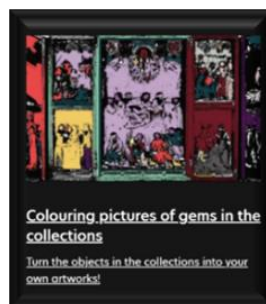 Colouring pictures of gems in the
collections
Turn the objects in the collections into your
own artworks!